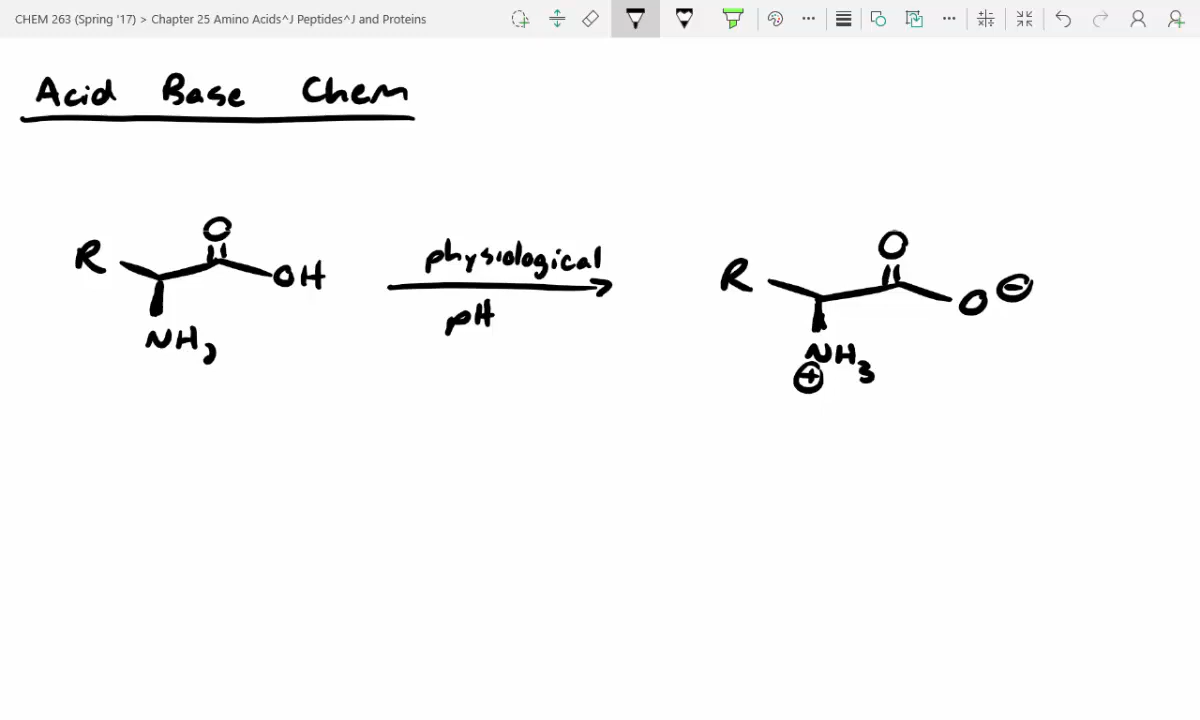 CHEM 263 (Spring '17) > Chapter 25 Amino Acids^J Peptides^J and Proteins
Acid Base Chem
R O OH
NH2
physiological
pH
R O O ⊖
NH3
⊕